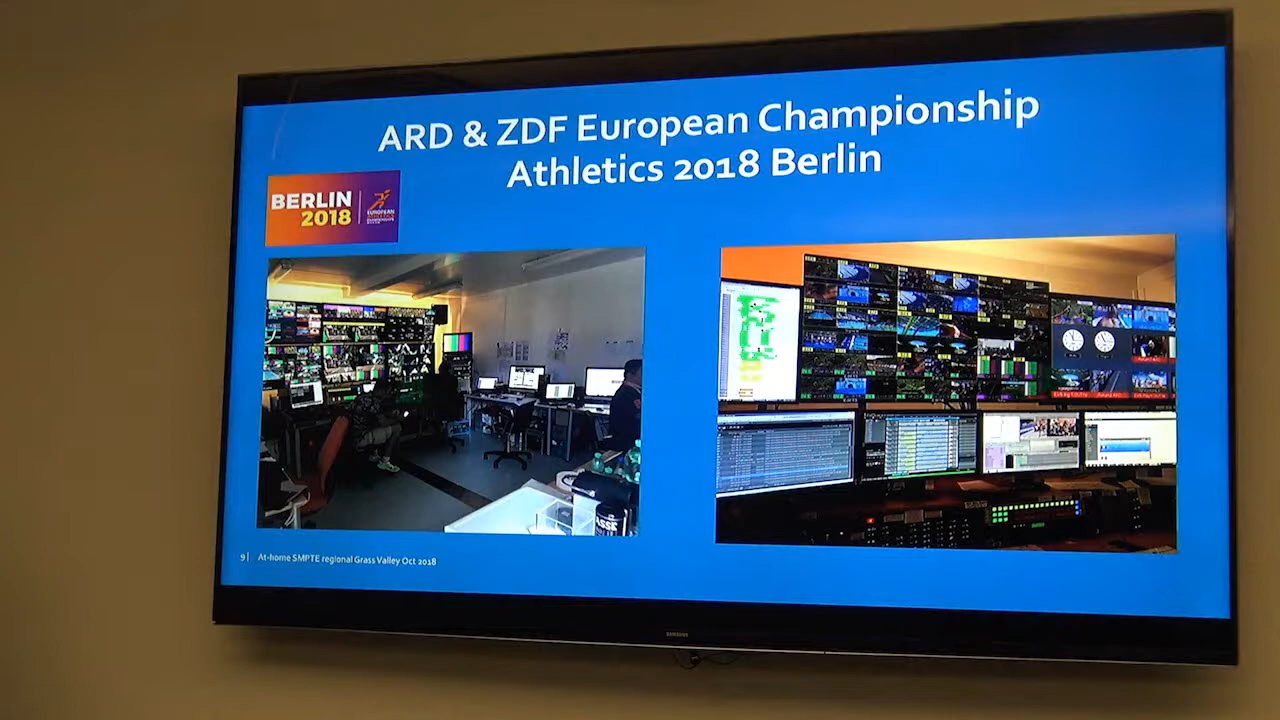 ARD & ZDF European Championship
Athletics 2018 Berlin
BERLIN
2018
EUROPEAN
CHAMPIONSHIPS
9| At-home SMPTE regional Grass Valley Oct 2018
SAMSUNG